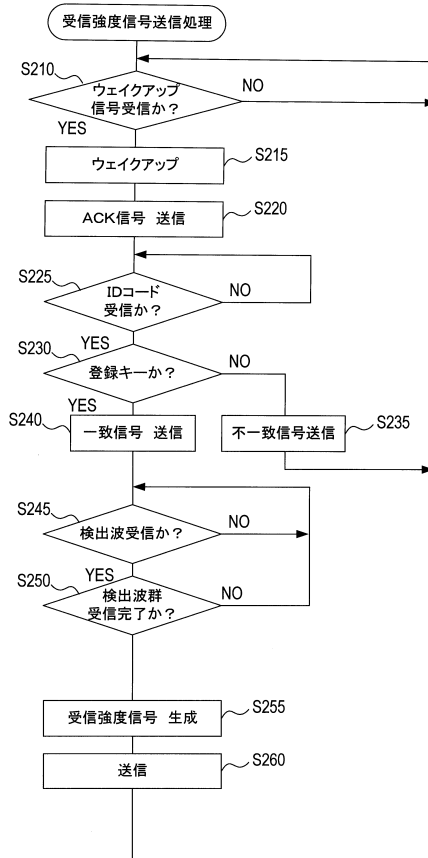 受信強度信号送信処理
S210
ウェイクアップ
信号受信か？
NO
YES
ウェイクアップ
S215
ACK信号 送信
S220
S225
IDコード
受信か？
NO
YES
S230
登録キーか？
NO
YES
S240
一致信号 送信
不一致信号送信
S235
S245
検出波受信か？
NO
YES
S250
検出波群
受信完了か？
NO
受信強度信号 生成
S255
送信
S260